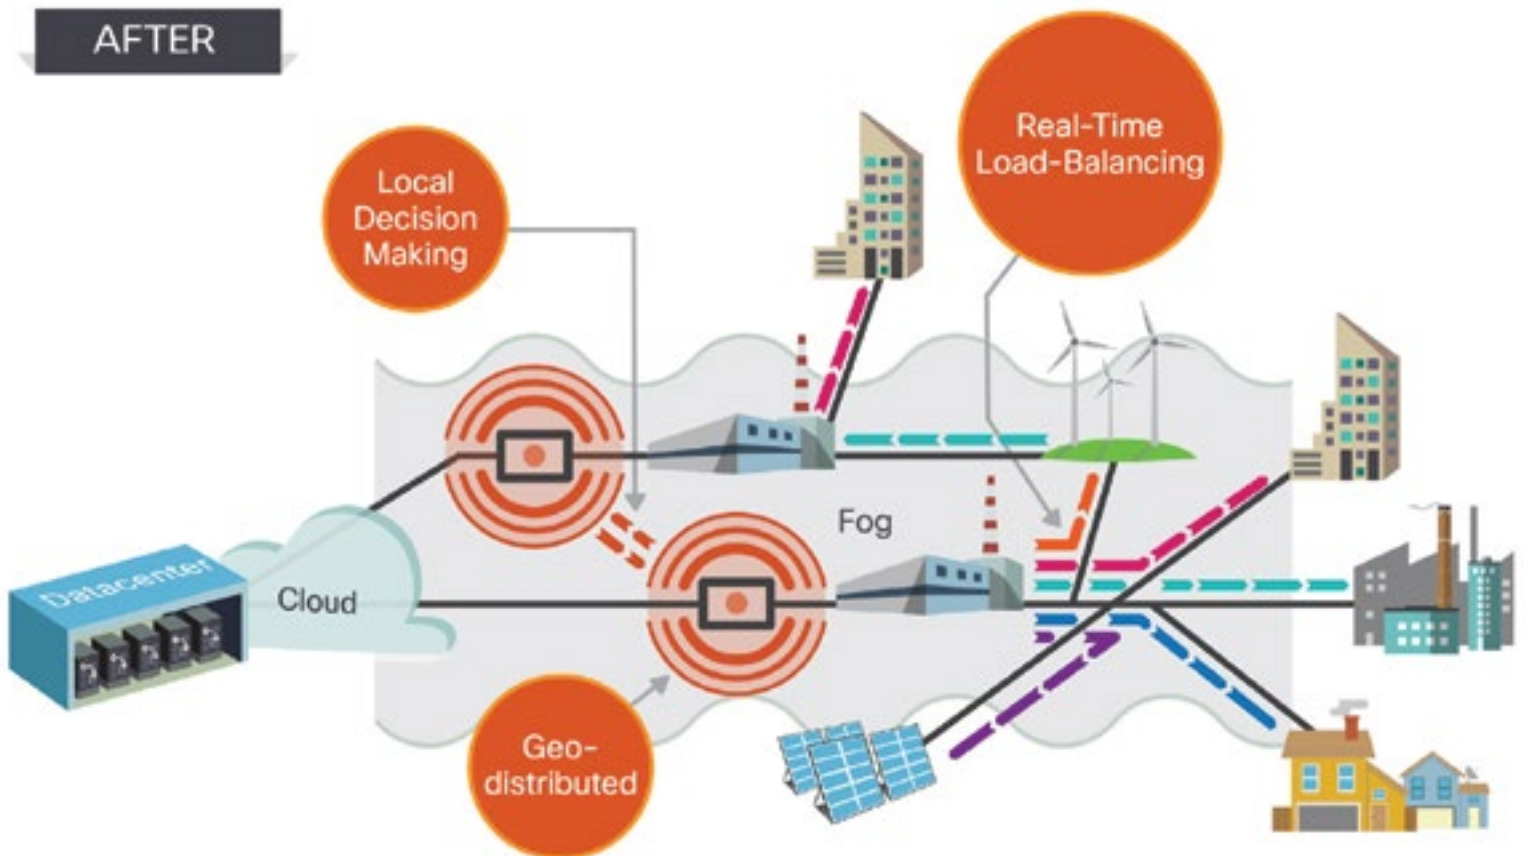 AFTER
Local
Decision
Making
Real-Time
Load-Balancing
Fog
Datacenter
Cloud
Geo-
distributed